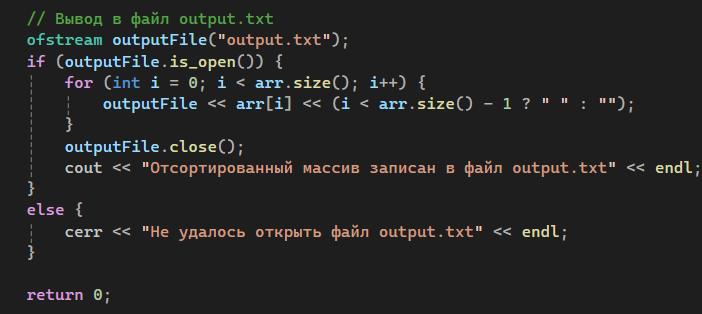 // Вывод в файл output.txt
ofstream outputFile("output.txt");
if (outputFile.is_open()) {
for (int i = 0; i < arr.size(); i++) {
outputFile << arr[i] << (i < arr.size() - 1 ? " " : "");
}
outputFile.close();
cout << "Отсортированный массив записан в файл output.txt" << endl;
}
else {
cerr << "Не удалось открыть файл output.txt" << endl;
}
return 0;